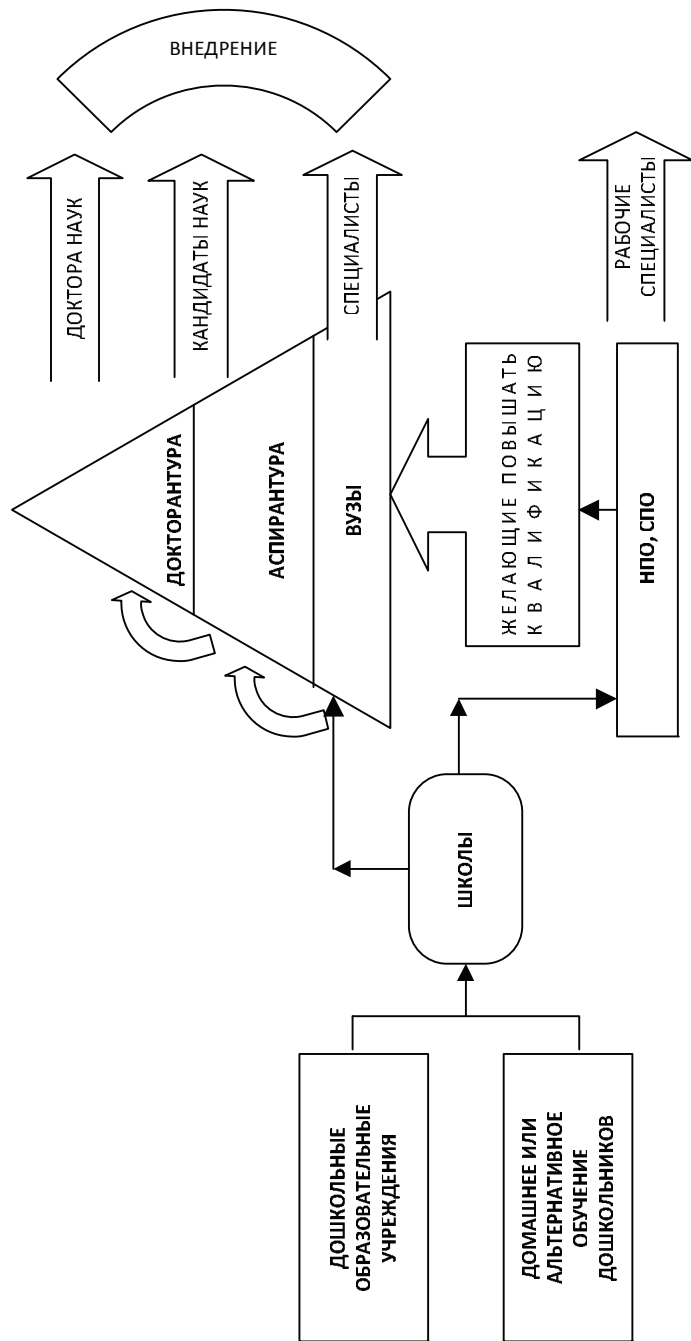 ВНЕДРЕНИЕ
ДОКТОРА НАУК
КАНДИДАТЫ НАУК
СПЕЦИАЛИСТЫ
РАБОЧИЕ
СПЕЦИАЛИСТЫ
ДОКТОРАНТУРА
АСПИРАНТУРА
ВУЗЫ
ЖЕЛАЮЩИЕ ПОВЫШАТЬ
КВАЛИФИКАЦИЮ
НПО, СПО
ШКОЛЫ
ДОШКОЛЬНЫЕ
ОБРАЗОВАТЕЛЬНЫЕ
УЧРЕЖДЕНИЯ
ДОМАШНЕЕ ИЛИ
АЛЬТЕРНАТИВНОЕ
ОБУЧЕНИЕ
ДОШКОЛЬНИКОВ